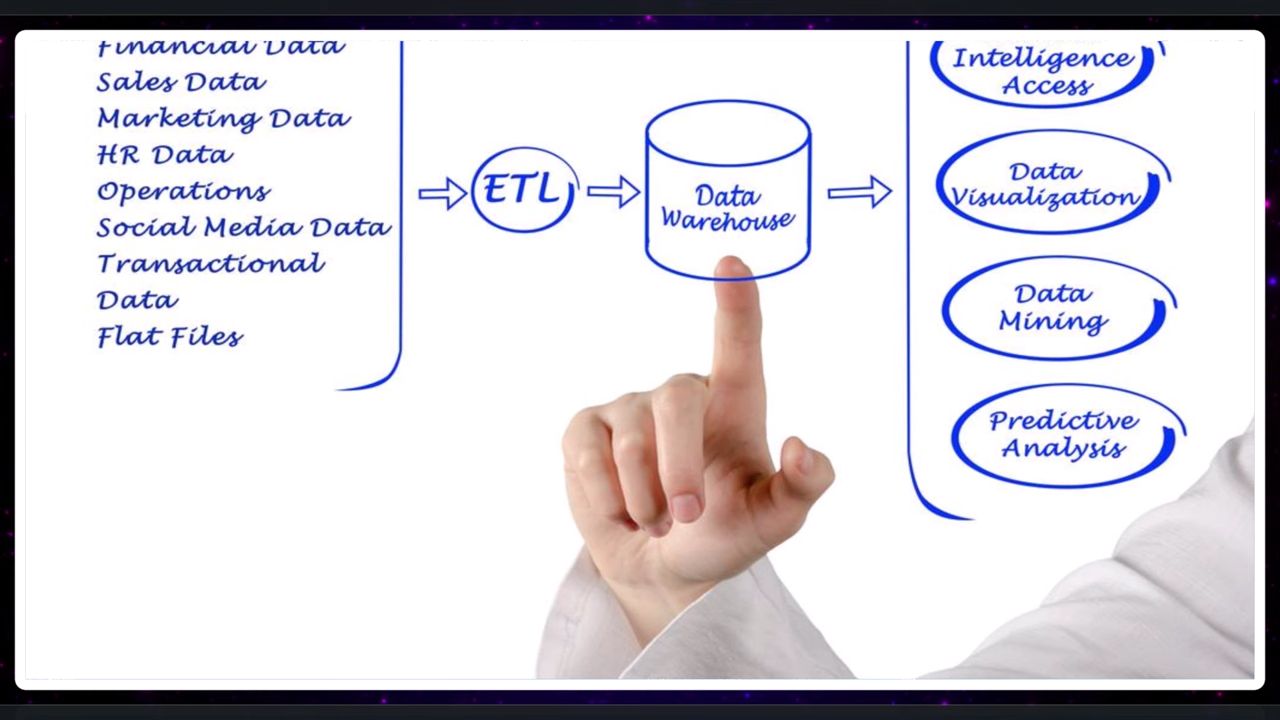 Financial Data
Sales Data
Marketing Data
HR Data
Operations
Social Media Data
Transactional
Data
Flat Files
ETL
Data
Warehouse
Intelligence
Access
Data
Visualization
Data
Mining
Predictive
Analysis